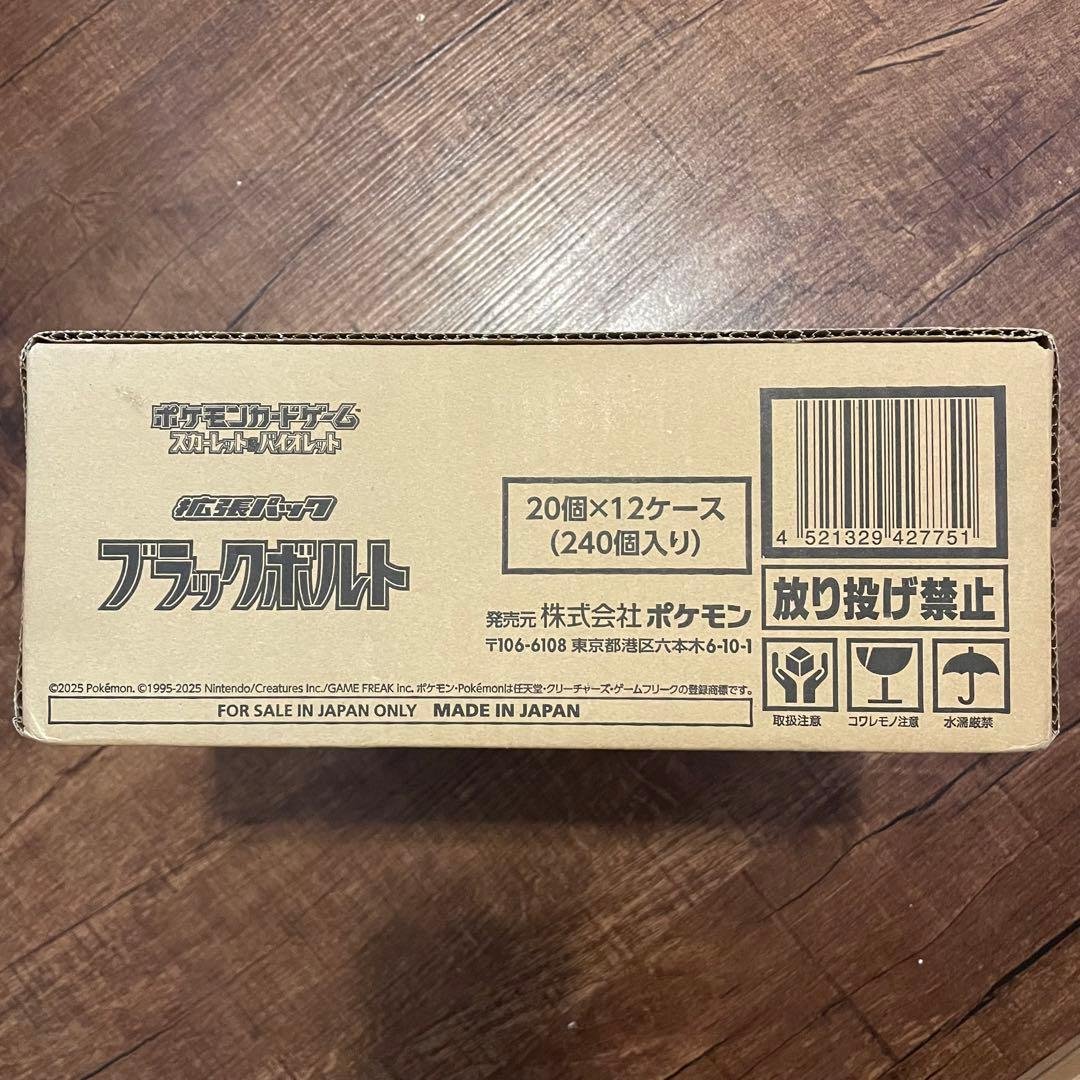 ポケモンカードゲーム™
スカーレット&バイオレット
拡張パック
ブラックボルト
20個×12ケース
(240個入り)
発売元 株式会社 ポケモン
〒106-6108 東京都港区六本木6-10-1
©2025 Pokémon. ©1995-2025 Nintendo/Creatures Inc./GAME FREAK inc. ポケモン・Pokémonは任天堂・クリーチャーズ・ゲームフリークの登録商標です。
FOR SALE IN JAPAN ONLY MADE IN JAPAN
4 521329 427751
放り投げ禁止
取扱注意 コワレモノ注意 水濡厳禁